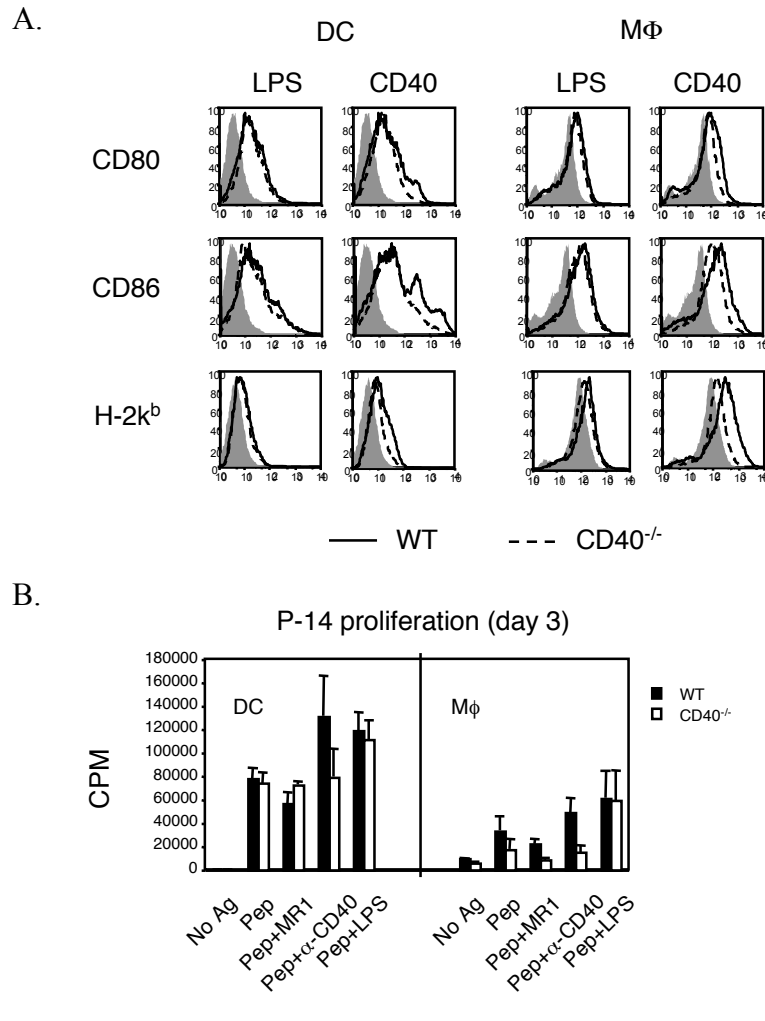 A.
DC MΦ
LPS CD40 LPS CD40
CD80
CD86
H-2kb
WT CD40-/-
B.
P-14 proliferation (day 3)
180000
160000
140000
120000
100000
80000
60000
40000
20000
0
CPM
DC Mϕ
WT
CD40-/-
No Ag Pep Pep+MR1 Pep+α-CD40 Pep+LPS No Ag Pep Pep+MR1 Pep+α-CD40 Pep+LPS